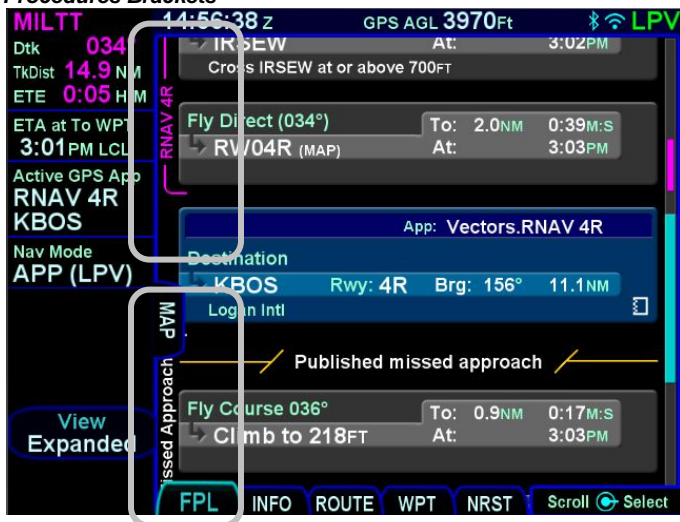 Procedures Brackets
MILTT 14:56:38 Z GPS AGL 3970FT LPV
Dtk 034°
TkDist 14.9 NM
ETE 0:05 H:M
ETA at To WPT
3:01PM LCL
Active GPS App
RNAV 4R
KBOS
Nav Mode
APP (LPV)
View
Expanded
RNAV 4R
IRSEW At: 3:02PM
Cross IRSEW at or above 700FT
Fly Direct (034°) To: 2.0NM 0:39M:S
RW04R (MAP) At: 3:03PM
App: Vectors.RNAV 4R
Destination
KBOS Rwy: 4R Brg: 156° 11.1NM
Logan Intl
MAP
Published missed approach
issed Approach
Fly Course 036° To: 0.9NM 0:17M:S
Climb to 218FT At: 3:03PM
FPL INFO ROUTE WPT NRST Scroll Select